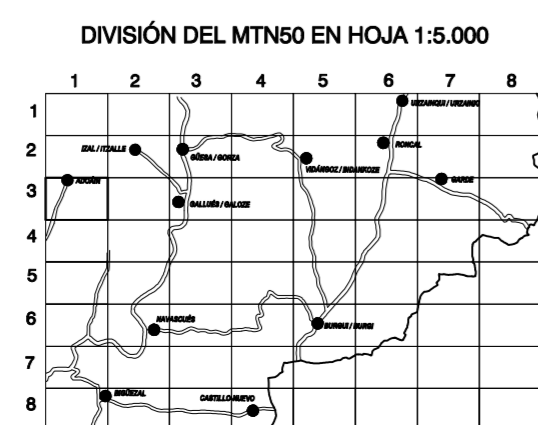 DIVISIÓN DEL MTN50 EN HOJA 1:5.000
1 2 3 4 5 6 7 8
1
URZAINQUI / URZAINKI
2
IZAL / ITZALLE
GÜESA / GORZA
RONCAL
VIDÁNGOZ / BIDANKOZE
3
GARDE
GALLUÉS / GALOZE
4
5
6
NAVASCUÉS
BURGUI / BURGI
7
8
BIGÜEZAL
CASTILLO-NUEVO